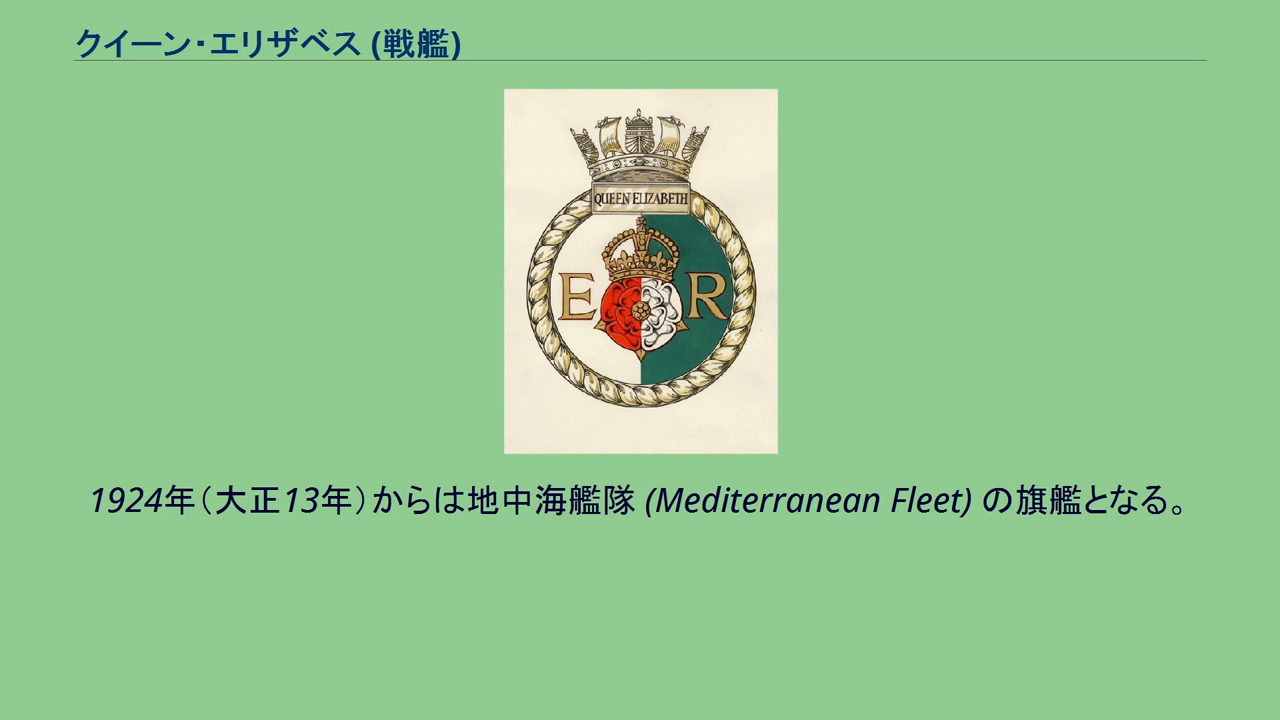 クイーン・エリザベス (戦艦)
QUEEN ELIZABETH
E R
1924年（大正13年）からは地中海艦隊 (Mediterranean Fleet) の旗艦となる。